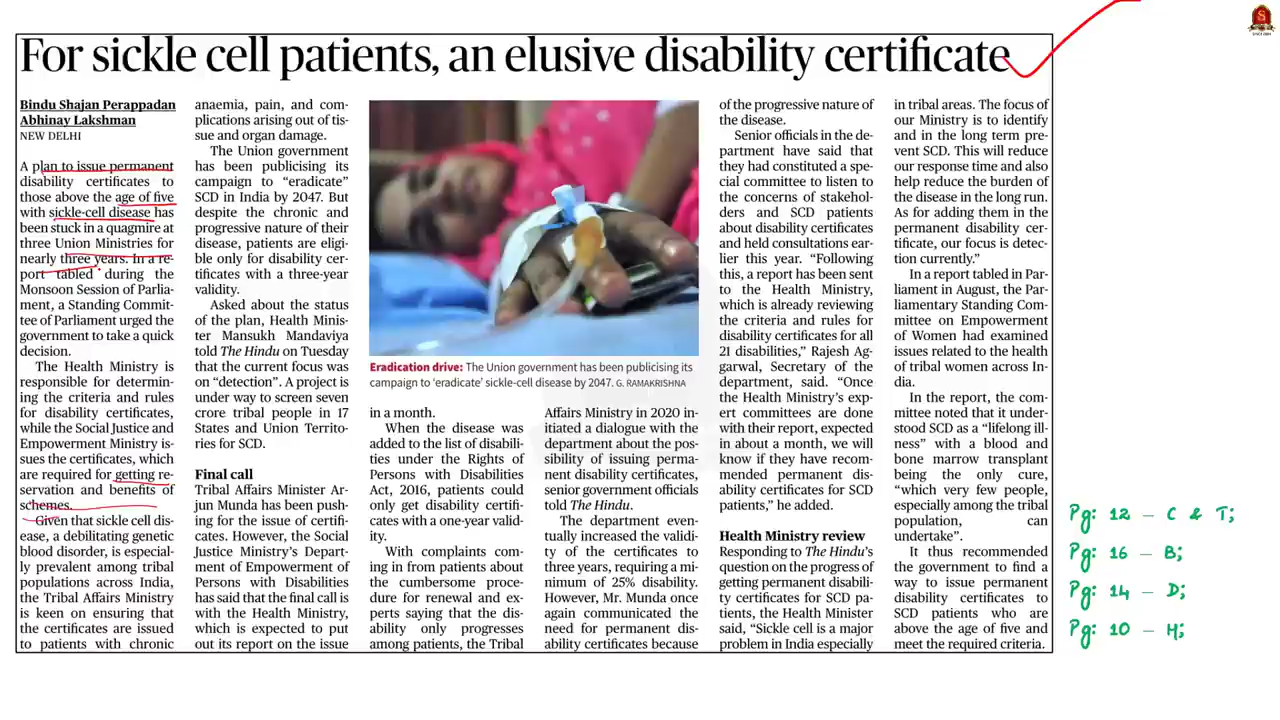 For sickle cell patients, an elusive disability certificate
Bindu Shajan Perappadan
Abhinay Lakshman
NEW DELHI
A plan to issue permanent
disability certificates to
those above the age of five
with sickle-cell disease has
been stuck in a quagmire at
three Union Ministries for
nearly three years. In a re-
port tabled during the
Monsoon Session of Parlia-
ment, a Standing Commit-
tee of Parliament urged the
government to take a quick
decision.
The Health Ministry is
responsible for determin-
ing the criteria and rules
for disability certificates,
while the Social Justice and
Empowerment Ministry is-
sues the certificates, which
are required for getting re-
servation and benefits of
schemes.
Given that sickle cell dis-
ease, a debilitating genetic
blood disorder, is especial-
ly prevalent among tribal
populations across India,
the Tribal Affairs Ministry
is keen on ensuring that
the certificates are issued
to patients with chronic
anaemia, pain, and com-
plications arising out of tis-
sue and organ damage.
The Union government
has been publicising its
campaign to “eradicate”
SCD in India by 2047. But
despite the chronic and
progressive nature of their
disease, patients are eligi-
ble only for disability cer-
tificates with a three-year
validity.
Asked about the status
of the plan, Health Minis-
ter Mansukh Mandaviya
told The Hindu on Tuesday
that the current focus was
on “detection”. A project is
under way to screen seven
crore tribal people in 17
States and Union Territo-
ries for SCD.
Final call
Tribal Affairs Minister Ar-
jun Munda has been push-
ing for the issue of certifi-
cates. However, the Social
Justice Ministry’s Depart-
ment of Empowerment of
Persons with Disabilities
has said that the final call is
with the Health Ministry,
which is expected to put
out its report on the issue
Eradication drive: The Union government has been publicising its
campaign to ‘eradicate’ sickle-cell disease by 2047. G. RAMAKRISHNA
in a month.
When the disease was
added to the list of disabili-
ties under the Rights of
Persons with Disabilities
Act, 2016, patients could
only get disability certifi-
cates with a one-year valid-
ity.
With complaints com-
ing in from patients about
the cumbersome proce-
dure for renewal and ex-
perts saying that the dis-
ability only progresses
among patients, the Tribal
Affairs Ministry in 2020 in-
itiated a dialogue with the
department about the pos-
sibility of issuing perma-
nent disability certificates,
senior government officials
told The Hindu.
The department even-
tually increased the validi-
ty of the certificates to
three years, requiring a mi-
nimum of 25% disability.
However, Mr. Munda once
again communicated the
need for permanent dis-
ability certificates because
of the progressive nature of
the disease.
Senior officials in the de-
partment have said that
they had constituted a spe-
cial committee to listen to
the concerns of stakehol-
ders and SCD patients
about disability certificates
and held consultations ear-
lier this year. “Following
this, a report has been sent
to the Health Ministry,
which is already reviewing
the criteria and rules for
disability certificates for all
21 disabilities,” Rajesh Ag-
garwal, Secretary of the
department, said. “Once
the Health Ministry’s exp-
ert committees are done
with their report, expected
in about a month, we will
know if they have recom-
mended permanent dis-
ability certificates for SCD
patients,” he added.
Health Ministry review
Responding to The Hindu’s
question on the progress of
getting permanent disabili-
ty certificates for SCD pa-
tients, the Health Minister
said, “Sickle cell is a major
problem in India especially
in tribal areas. The focus of
our Ministry is to identify
and in the long term pre-
vent SCD. This will reduce
our response time and also
help reduce the burden of
the disease in the long run.
As for adding them in the
permanent disability cer-
tificate, our focus is detec-
tion currently.”
In a report tabled in Par-
liament in August, the Par-
liamentary Standing Com-
mittee on Empowerment
of Women had examined
issues related to the health
of tribal women across In-
dia.
In the report, the com-
mittee noted that it under-
stood SCD as a “lifelong ill-
ness” with a blood and
bone marrow transplant
being the only cure,
“which very few people,
especially among the tribal
population, can
undertake”.
It thus recommended
the government to find a
way to issue permanent
disability certificates to
SCD patients who are
above the age of five and
meet the required criteria.
Pg: 12 – C & T;
Pg: 16 – B;
Pg: 14 – D;
Pg: 10 – H;